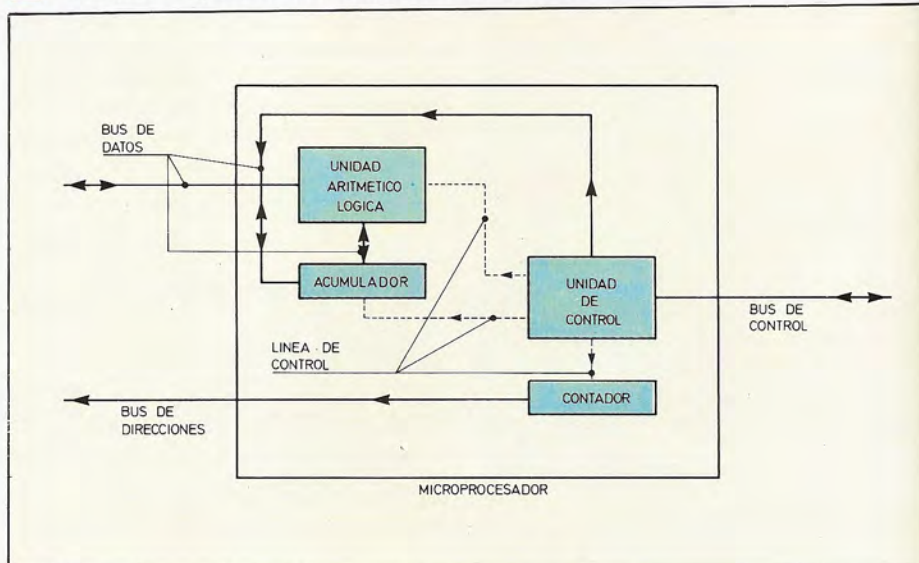 BUS DE
DATOS
UNIDAD
ARITMETICO
LOGICA
ACUMULADOR
UNIDAD
DE
CONTROL
BUS DE
CONTROL
LINEA DE
CONTROL
CONTADOR
BUS DE
DIRECCIONES
MICROPROCESADOR